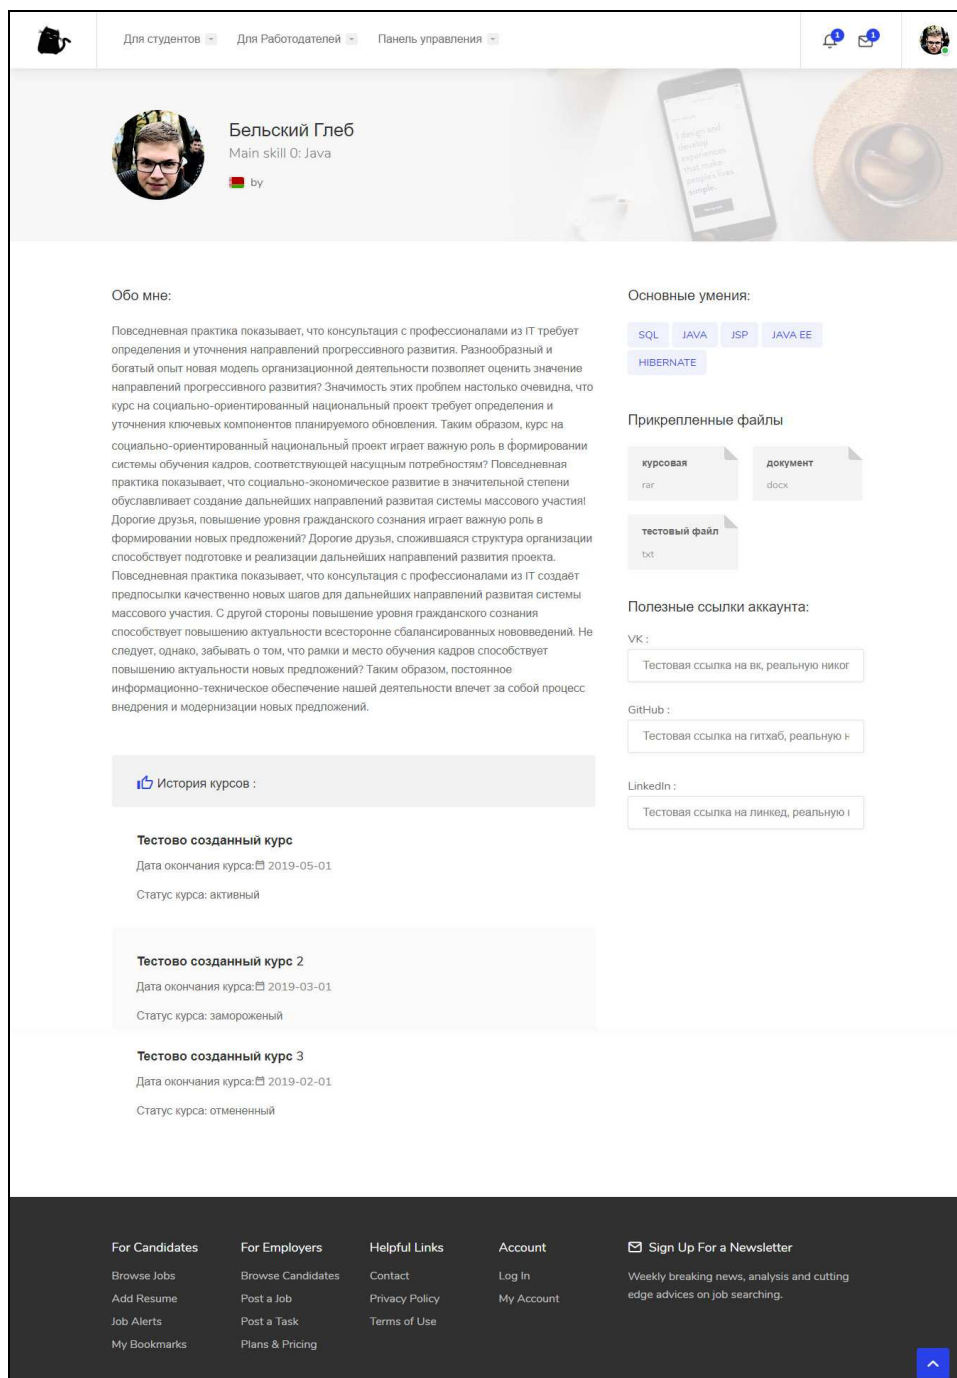 Для студентов
Для Работодателей
Панель управления
1
1
Бельский Глеб
Main skill 0: Java
by
I design and
develop
experiences
that make
people's lives
simple.
Обо мне:
Повседневная практика показывает, что консультация с профессионалами из IT требует
определения и уточнения направлений прогрессивного развития. Разнообразный и
богатый опыт новая модель организационной деятельности позволяет оценить значение
направлений прогрессивного развития? Значимость этих проблем настолько очевидна, что
курс на социально-ориентированный национальный проект требует определения и
уточнения ключевых компонентов планируемого обновления. Таким образом, курс на
социально-ориентированный национальный проект играет важную роль в формировании
системы обучения кадров, соответствующей насущным потребностям? Повседневная
практика показывает, что социально-экономическое развитие в значительной степени
обуславливает создание дальнейших направлений развитая системы массового участия!
Дорогие друзья, повышение уровня гражданского сознания играет важную роль в
формировании новых предложений? Дорогие друзья, сложившаяся структура организации
способствует подготовке и реализации дальнейших направлений развития проекта.
Повседневная практика показывает, что консультация с профессионалами из IT создаёт
предпосылки качественно новых шагов для дальнейших направлений развитая системы
массового участия. С другой стороны повышение уровня гражданского сознания
способствует повышению актуальности всесторонне сбалансированных нововведений. Не
следует, однако, забывать о том, что рамки и место обучения кадров способствует
повышению актуальности новых предложений? Таким образом, постоянное
информационно-техническое обеспечение нашей деятельности влечет за собой процесс
внедрения и модернизации новых предложений.
История курсов :
Тестово созданный курс
Дата окончания курса: 2019-05-01
Статус курса: активный
Тестово созданный курс 2
Дата окончания курса: 2019-03-01
Статус курса: замороженый
Тестово созданный курс 3
Дата окончания курса: 2019-02-01
Статус курса: отмененный
Основные умения:
SQL JAVA JSP JAVA EE
HIBERNATE
Прикрепленные файлы
курсовая
rar
документ
docx
тестовый файл
txt
Полезные ссылки аккаунта:
VK :
Тестовая ссылка на вк, реальную никог
GitHub :
Тестовая ссылка на гитхаб, реальную н
LinkedIn :
Тестовая ссылка на линкед, реальную
For Candidates
Browse Jobs
Add Resume
Job Alerts
My Bookmarks
For Employers
Browse Candidates
Post a Job
Post a Task
Plans & Pricing
Helpful Links
Contact
Privacy Policy
Terms of Use
Account
Log In
My Account
Sign Up For a Newsletter
Weekly breaking news, analysis and cutting
edge advices on job searching.